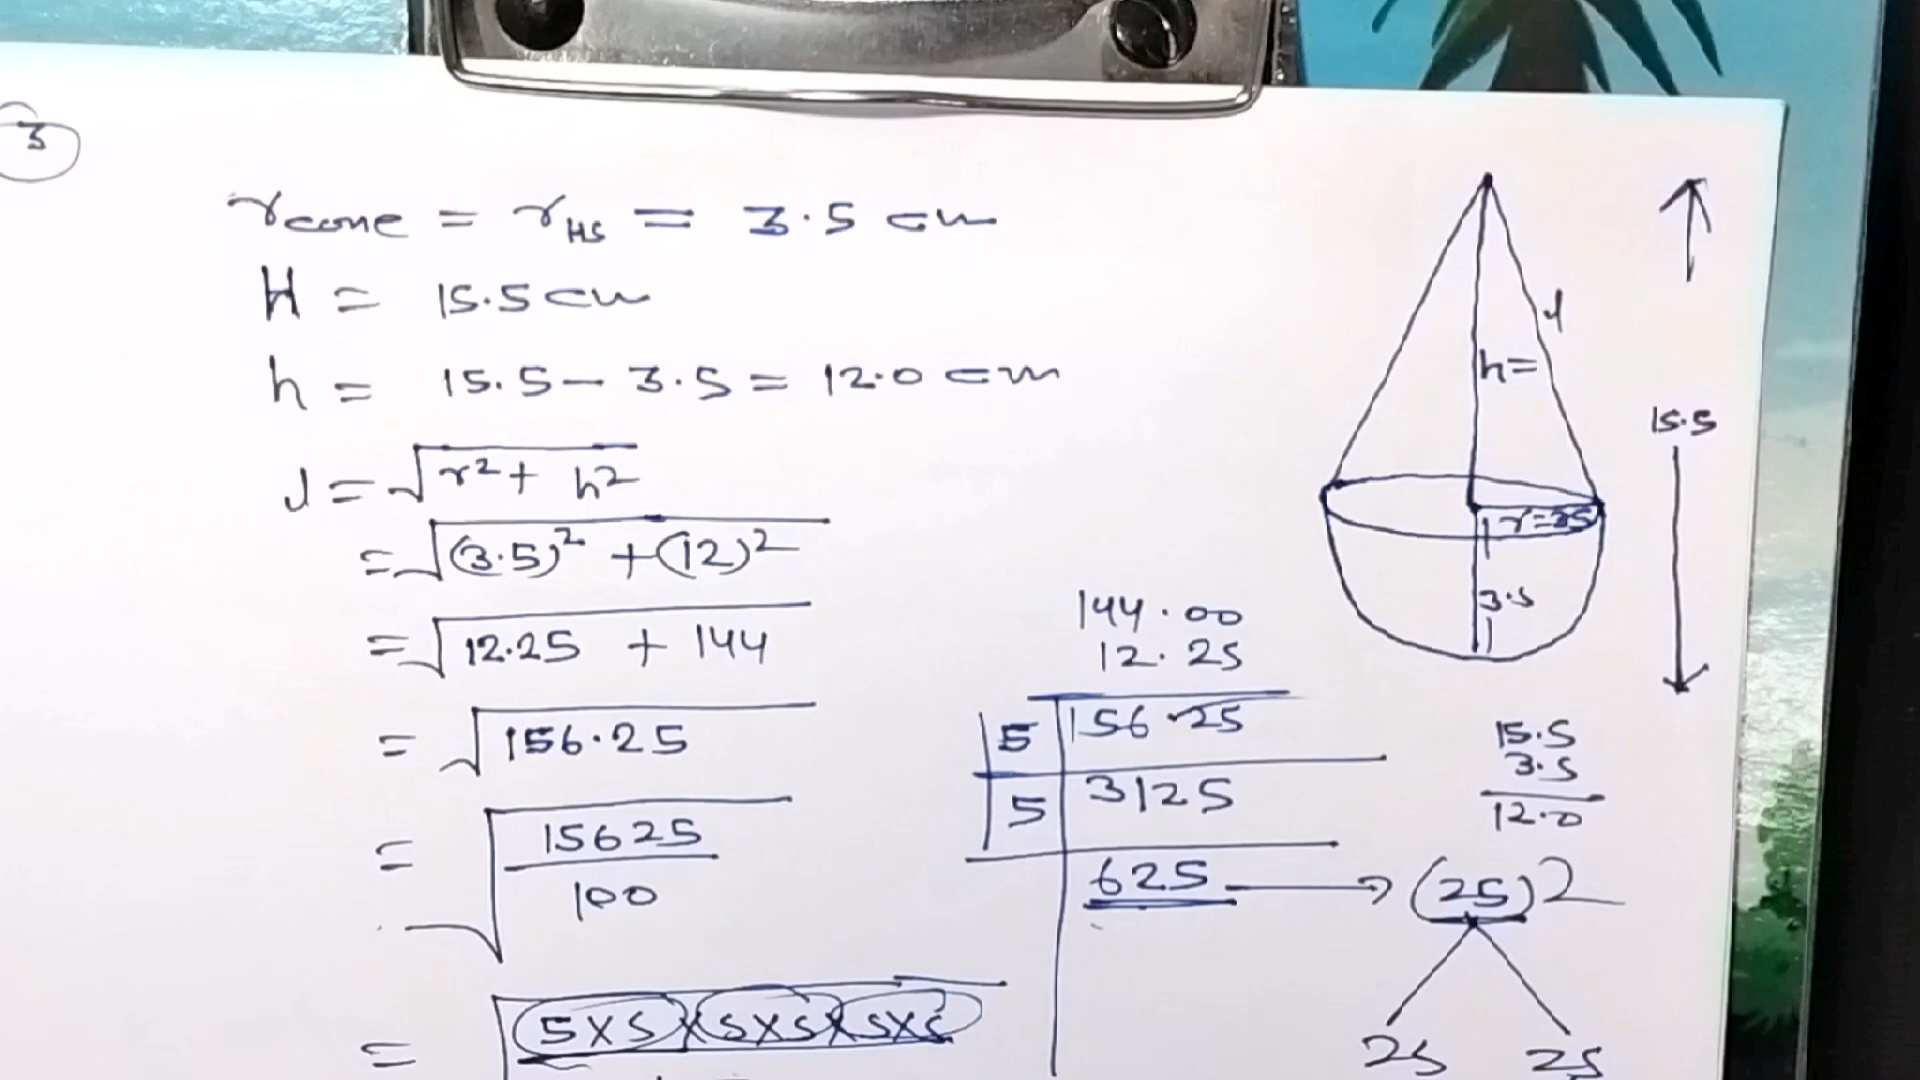 3
rcone = rHS = 3.5 cm
H = 15.5 cm
h = 15.5 - 3.5 = 12.0 cm
l = √r² + h²
= √(3.5)² + (12)²
= √12.25 + 144
= √156.25
= √15625/100
= √5×5×5×5×5×5
144.00
12.25
5 156.25
5 3125
625 → (25)2
25 25
l
h=
r=3.5
3.5
15.5
15.5
3.5
12.0